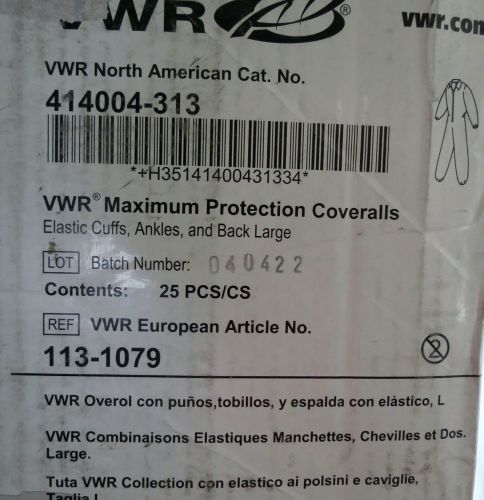 VWR ®
vwr.com
VWR North American Cat. No.
414004-313
*+H35141400431334*
VWR® Maximum Protection Coveralls
Elastic Cuffs, Ankles, and Back Large
LOT Batch Number: 040422
Contents: 25 PCS/CS
REF VWR European Article No.
113-1079
2
VWR Overol con puños,tobillos, y espalda con elástico, L
VWR Combinaisons Elastiques Manchettes, Chevilles et Dos.
Large.
Tuta VWR Collection con elastico ai polsini e caviglie,
Taglia L